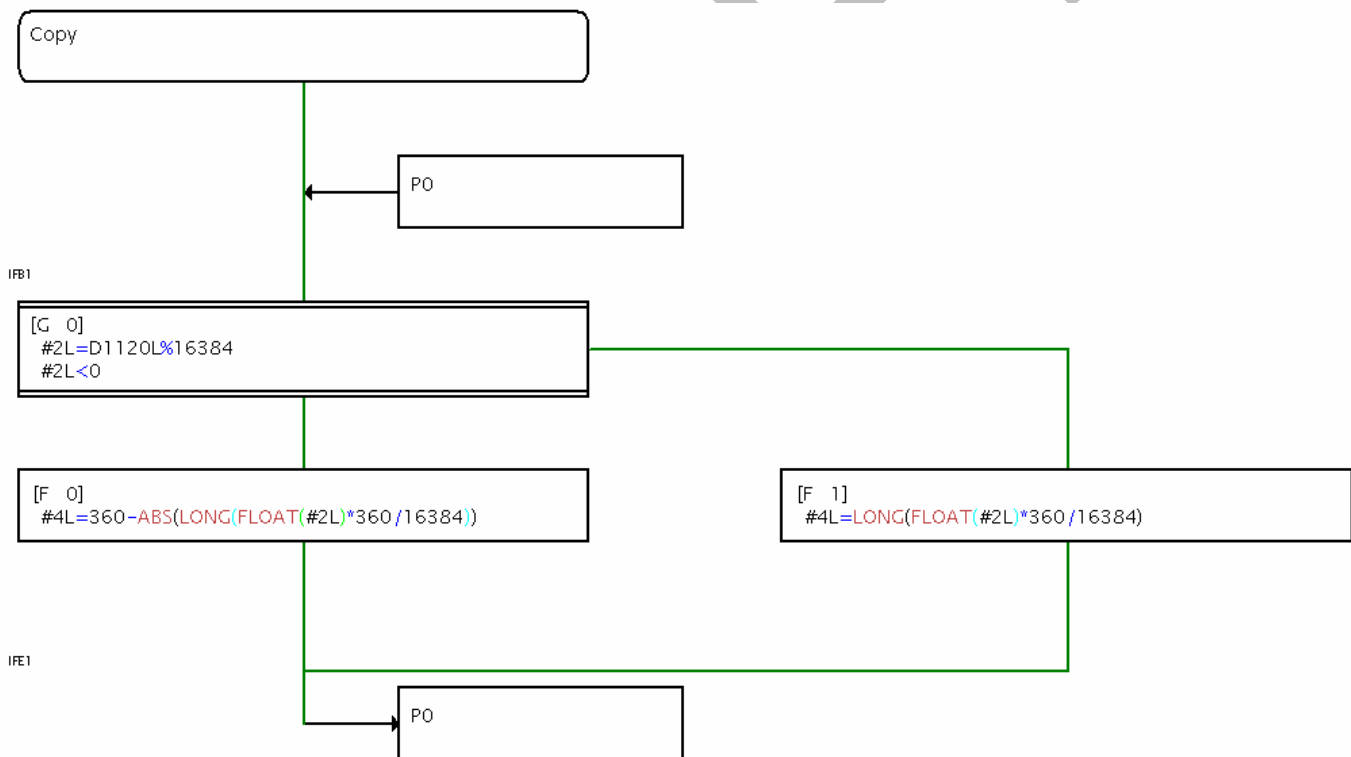 Copy
P0
IFB1
[G 0]
#2L=D1120L%16384
#2L<0
[F 0]
#4L=360-ABS(LONG(FLOAT(#2L)*360/16384))
[F 1]
#4L=LONG(FLOAT(#2L)*360/16384)
IFE1
P0